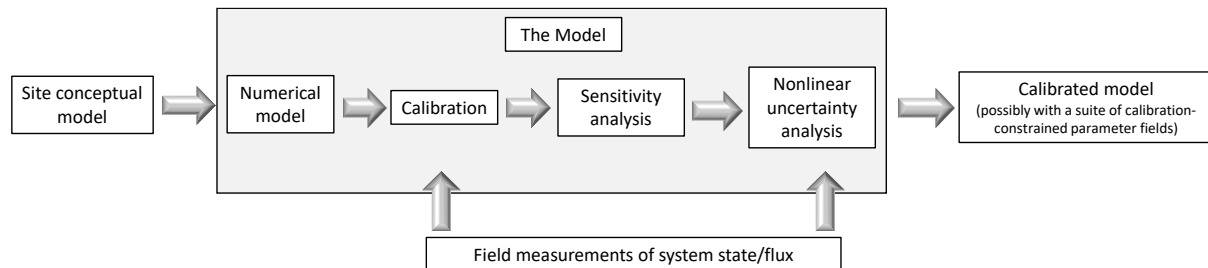 The Model
Site conceptual
model
Numerical
model
Calibration
Sensitivity
analysis
Nonlinear
uncertainty
analysis
Calibrated model
(possibly with a suite of calibration-
constrained parameter fields)
Field measurements of system state/flux